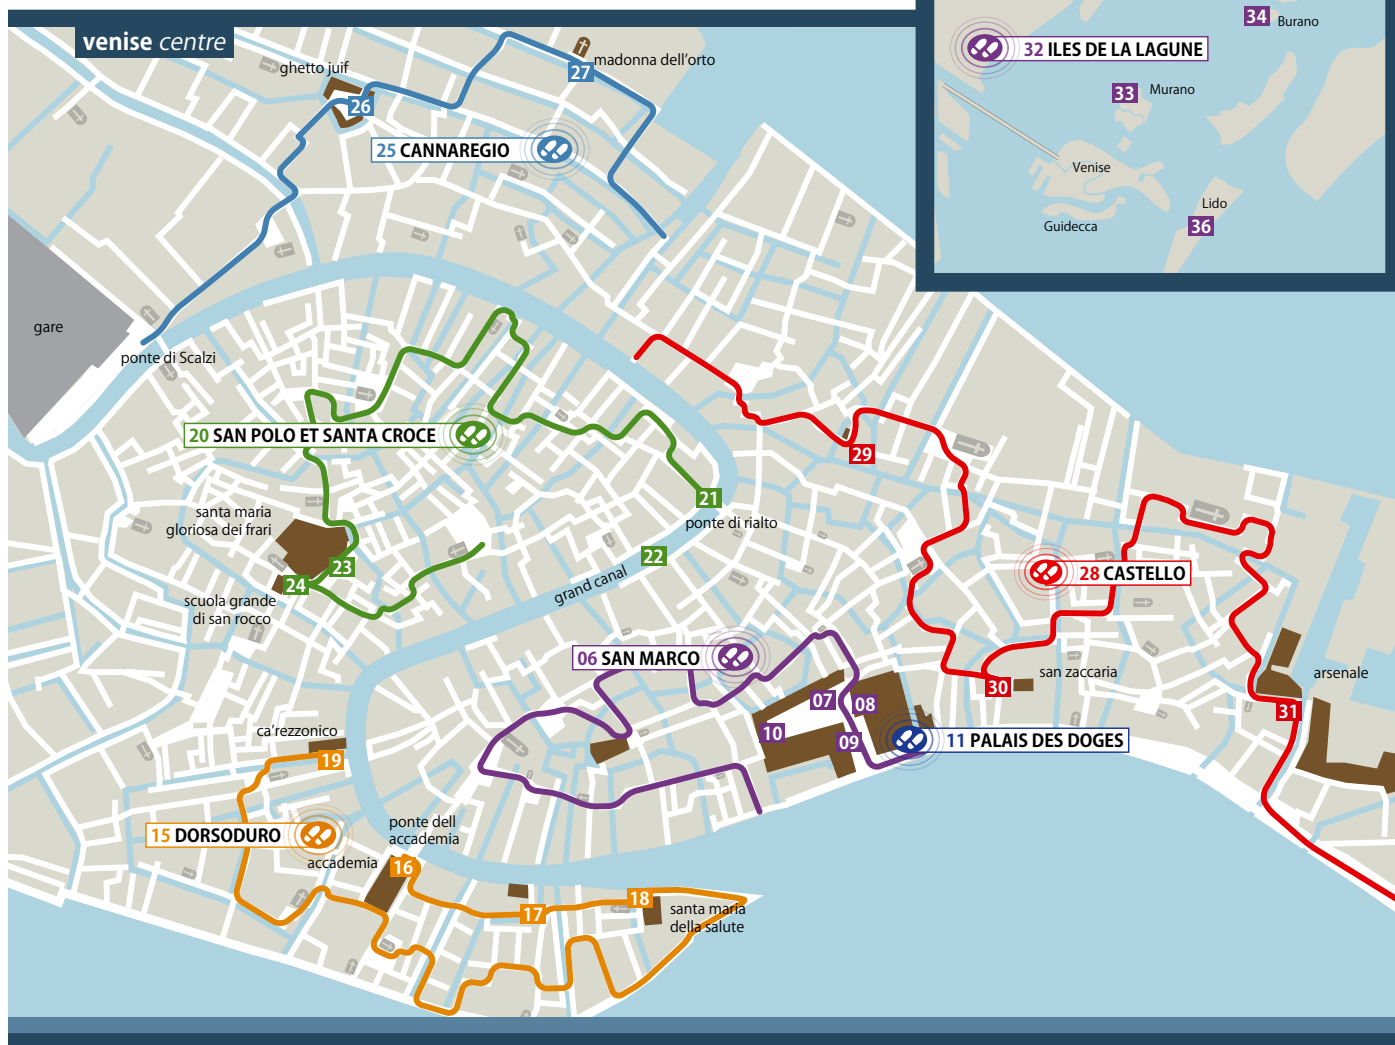 venise centre
34 Burano
32 ILES DE LA LAGUNE
33 Murano
Venise
Lido
36
Guidecca
ghetto juif
26
madonna dell'orto
27
25 CANNAREGIO
gare
ponte di Scalzi
20 SAN POLO ET SANTA CROCE
29
21
ponte di rialto
santa maria
gloriosa dei frari
22
23
24
grand canal
scuola grande
di san rocco
28 CASTELLO
06 SAN MARCO
san zaccaria
30
arsenale
31
07
08
10
09
11 PALAIS DES DOGES
ca'rezzonico
19
15 DORSODURO
ponte dell
accademia
accademia
16
17
18
santa maria
della salute